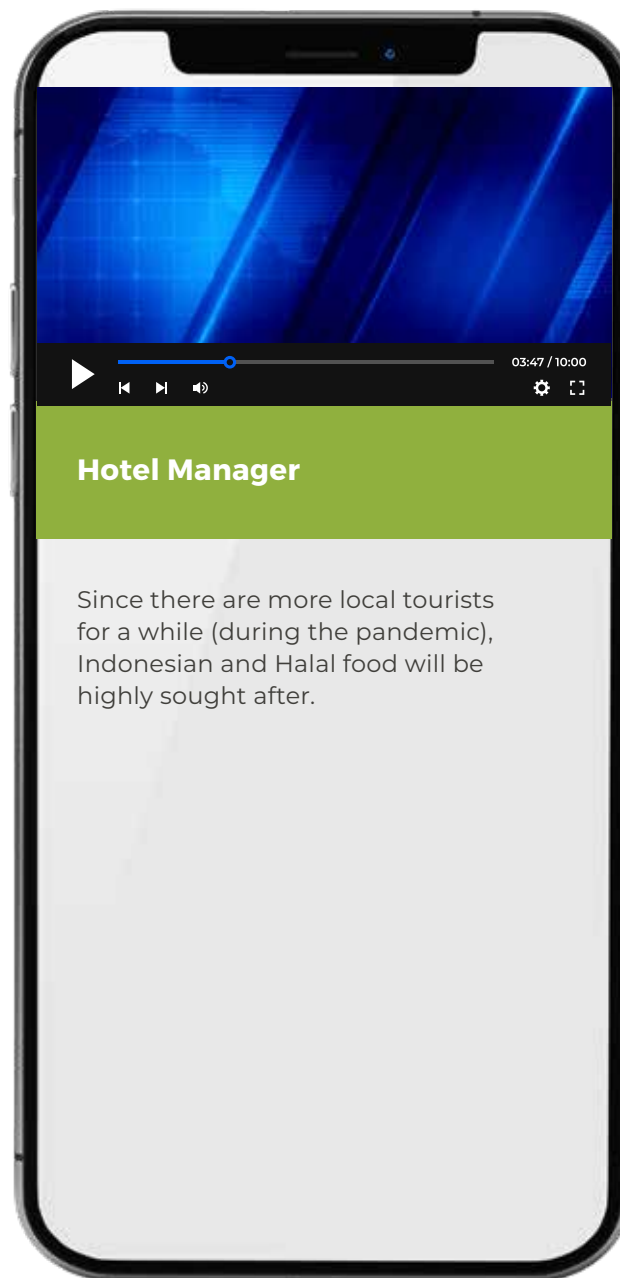 03:47 / 10:00
Hotel Manager
Since there are more local tourists
for a while (during the pandemic),
Indonesian and Halal food will be
highly sought after.